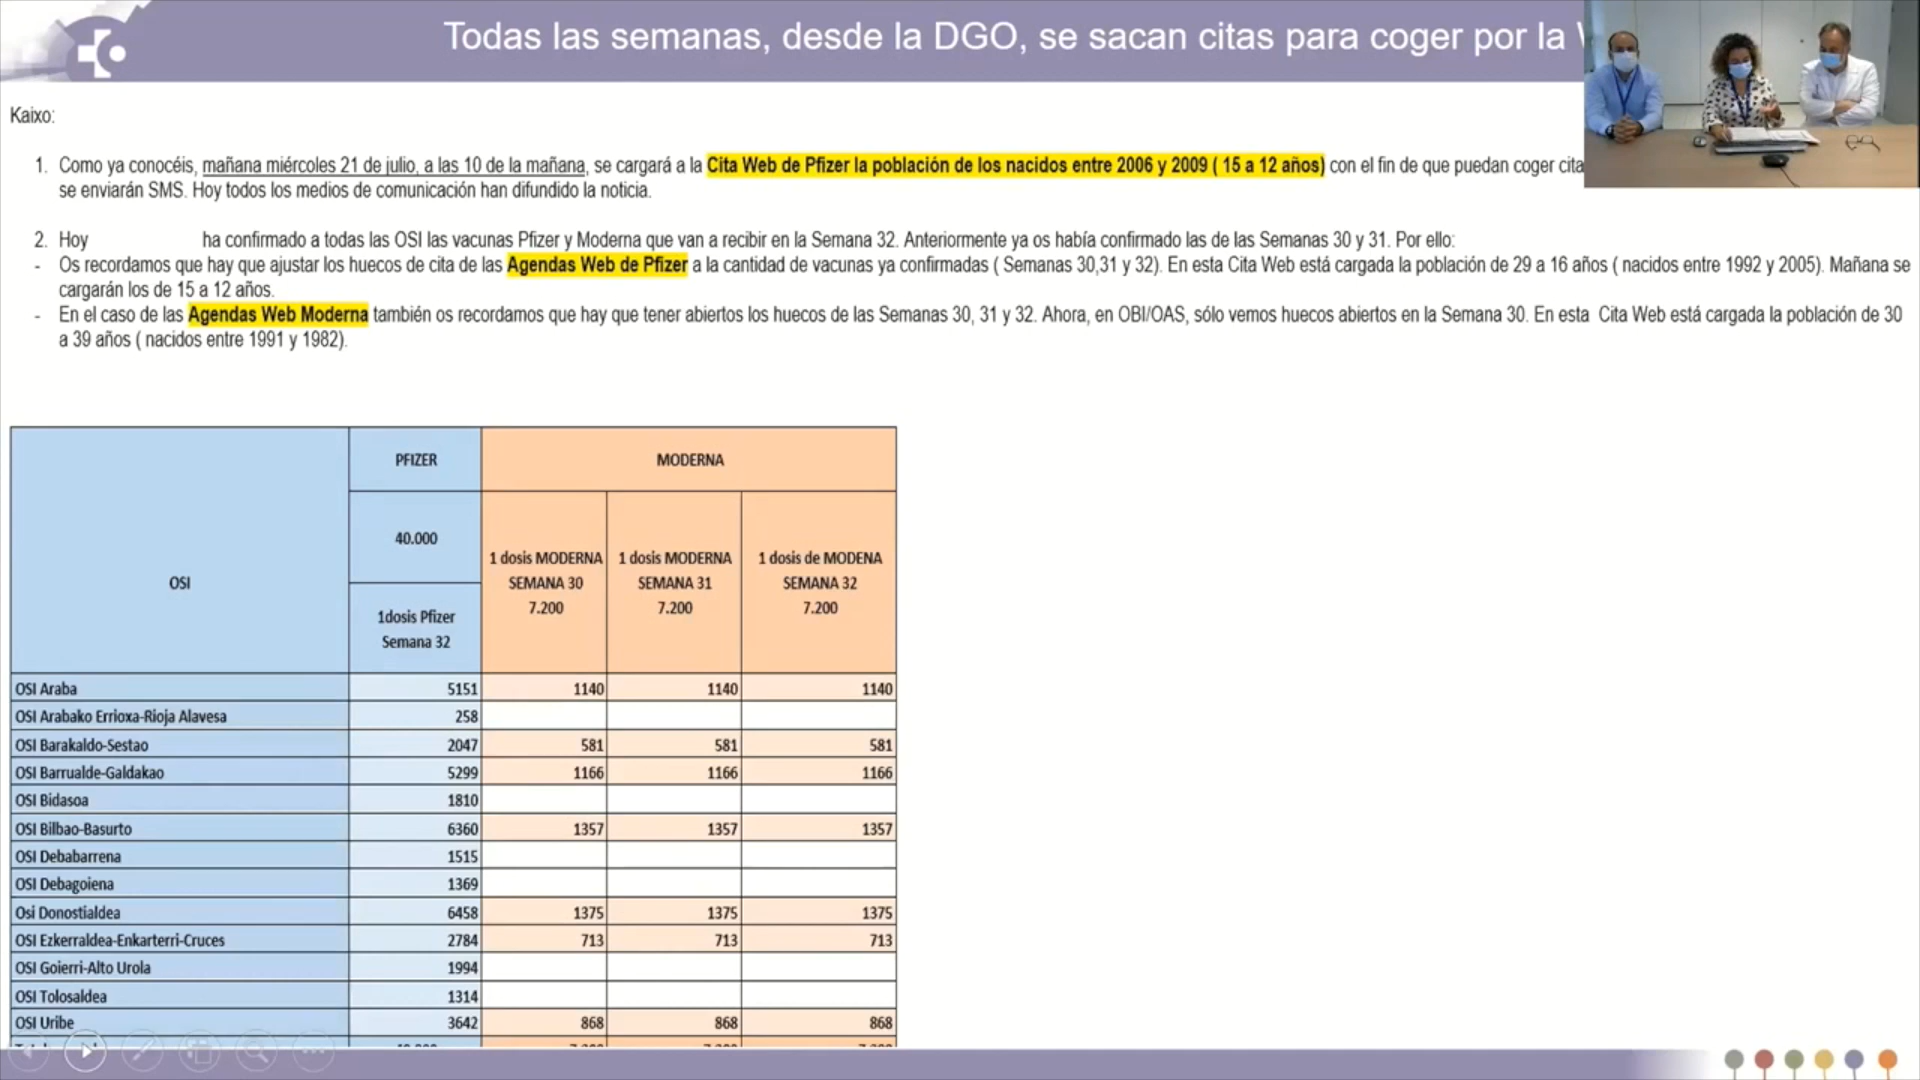 Todas las semanas, desde la DGO, se sacan citas para coger por la
Kaixo:
1. Como ya conocéis, mañana miércoles 21 de julio, a las 10 de la mañana, se cargará a la Cita Web de Pfizer la población de los nacidos entre 2006 y 2009 ( 15 a 12 años) con el fin de que puedan coger cita
se enviarán SMS. Hoy todos los medios de comunicación han difundido la noticia.
2. Hoy ha confirmado a todas las OSI las vacunas Pfizer y Moderna que van a recibir en la Semana 32. Anteriormente ya os había confirmado las de las Semanas 30 y 31. Por ello:
- Os recordamos que hay que ajustar los huecos de cita de las Agendas Web de Pfizer a la cantidad de vacunas ya confirmadas ( Semanas 30,31 y 32). En esta Cita Web está cargada la población de 29 a 16 años ( nacidos entre 1992 y 2005). Mañana se
cargarán los de 15 a 12 años.
- En el caso de las Agendas Web Moderna también os recordamos que hay que tener abiertos los huecos de las Semanas 30, 31 y 32. Ahora, en OBI/OAS, sólo vemos huecos abiertos en la Semana 30. En esta Cita Web está cargada la población de 30
a 39 años ( nacidos entre 1991 y 1982).
PFIZER MODERNA
40.000
OSI
1dosis Pfizer
Semana 32
1 dosis MODERNA
SEMANA 30
7.200
1 dosis MODERNA
SEMANA 31
7.200
1 dosis de MODENA
SEMANA 32
7.200
OSI Araba 5151 1140 1140 1140
OSI Arabako Errioxa-Rioja Alavesa 258
OSI Barakaldo-Sestao 2047 581 581 581
OSI Barrualde-Galdakao 5299 1166 1166 1166
OSI Bidasoa 1810
OSI Bilbao-Basurto 6360 1357 1357 1357
OSI Debabarrena 1515
OSI Debagoiena 1369
Osi Donostialdea 6458 1375 1375 1375
OSI Ezkerraldea-Enkarterri-Cruces 2784 713 713 713
OSI Goierri-Alto Urola 1994
OSI Tolosaldea 1314
OSI Uribe 3642 868 868 868